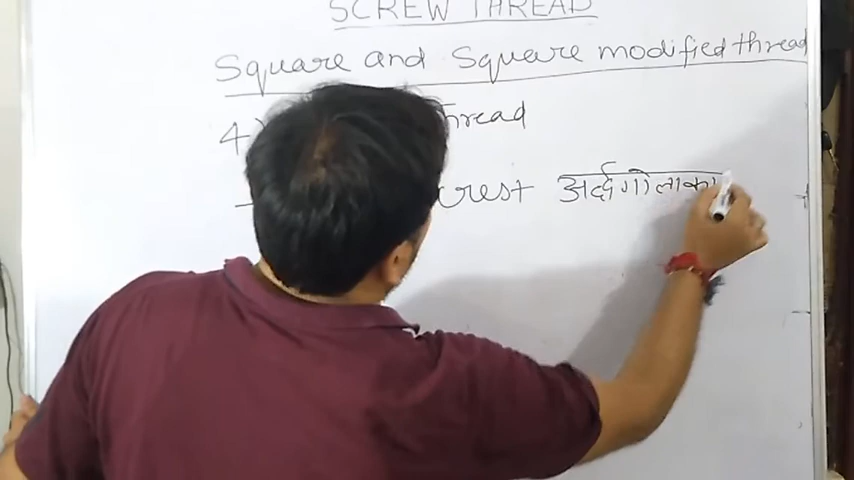 SCREW THREAD
Square and Square modified thread
4) Thread
crest अर्द्धगोलाका